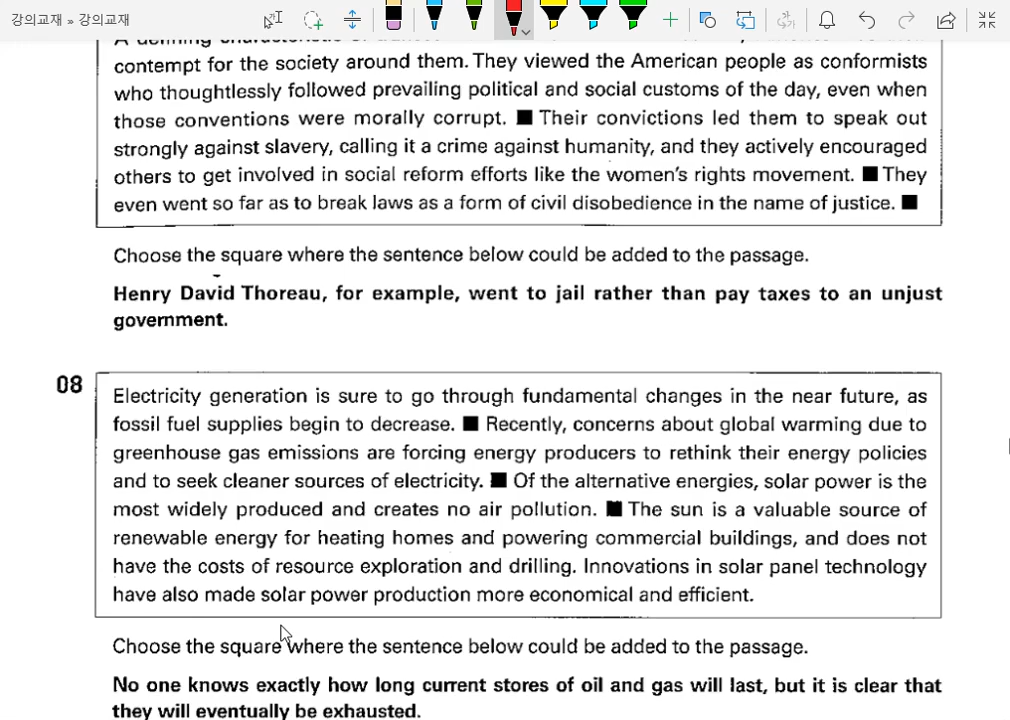 강의교재 » 강의교재
contempt for the society around them. They viewed the American people as conformists
who thoughtlessly followed prevailing political and social customs of the day, even when
those conventions were morally corrupt. ■ Their convictions led them to speak out
strongly against slavery, calling it a crime against humanity, and they actively encouraged
others to get involved in social reform efforts like the women's rights movement. ■ They
even went so far as to break laws as a form of civil disobedience in the name of justice. ■
Choose the square where the sentence below could be added to the passage.
Henry David Thoreau, for example, went to jail rather than pay taxes to an unjust
government.
08
Electricity generation is sure to go through fundamental changes in the near future, as
fossil fuel supplies begin to decrease. ■ Recently, concerns about global warming due to
greenhouse gas emissions are forcing energy producers to rethink their energy policies
and to seek cleaner sources of electricity. ■ Of the alternative energies, solar power is the
most widely produced and creates no air pollution. ■ The sun is a valuable source of
renewable energy for heating homes and powering commercial buildings, and does not
have the costs of resource exploration and drilling. Innovations in solar panel technology
have also made solar power production more economical and efficient.
Choose the square where the sentence below could be added to the passage.
No one knows exactly how long current stores of oil and gas will last, but it is clear that
they will eventually be exhausted.